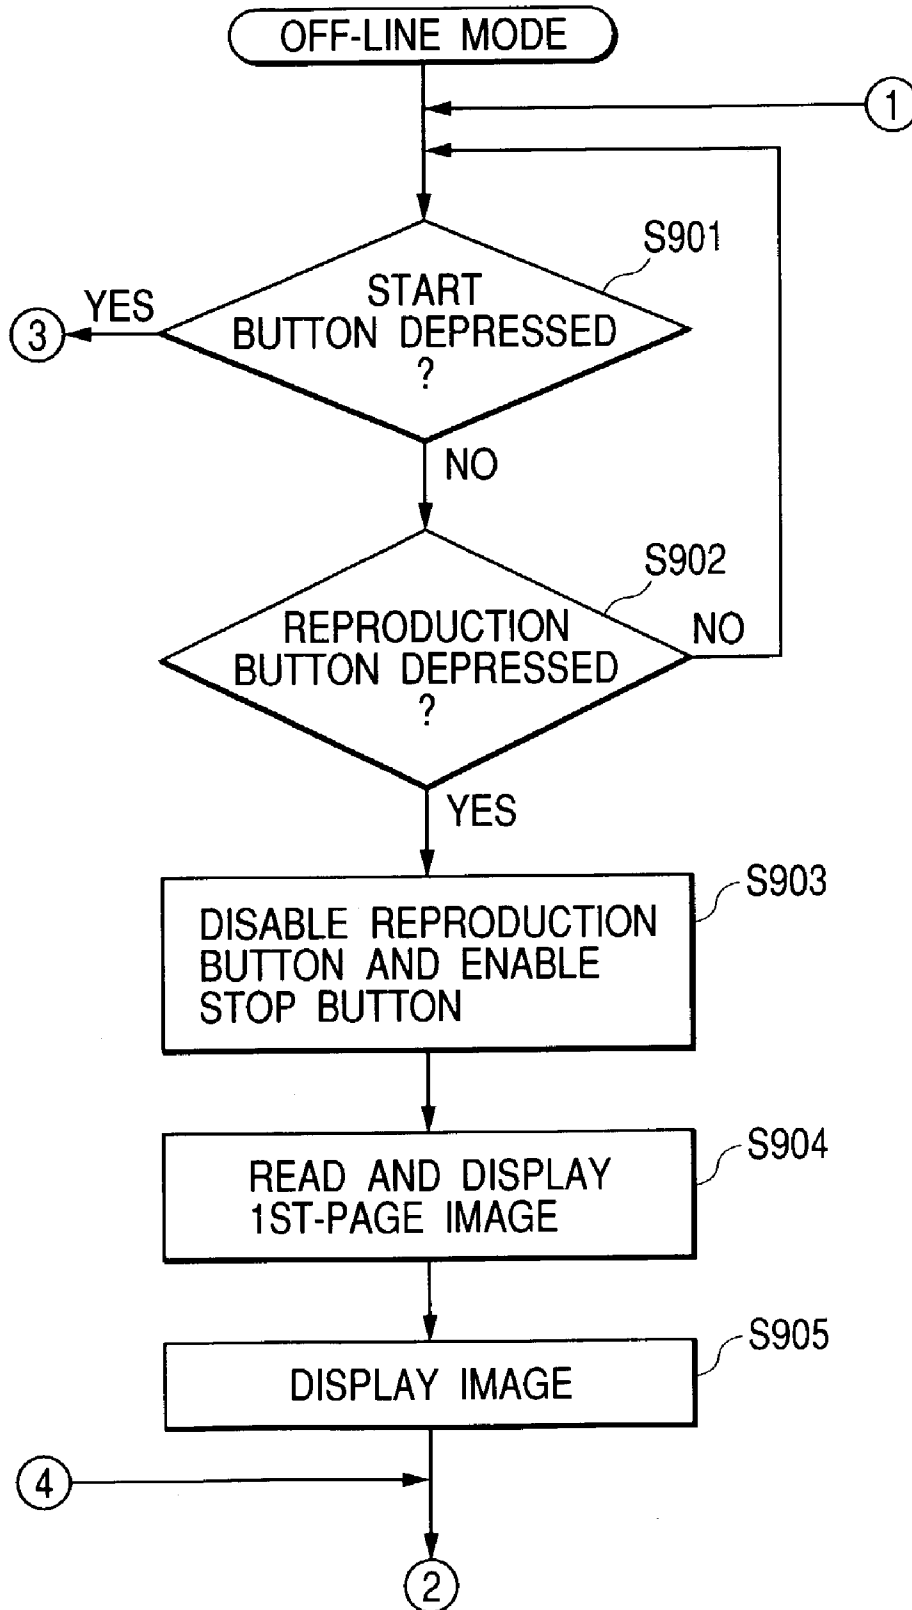 OFF-LINE MODE
1
S901
START
BUTTON DEPRESSED
?
YES
3
NO
S902
REPRODUCTION
BUTTON DEPRESSED
?
NO
YES
S903
DISABLE REPRODUCTION
BUTTON AND ENABLE
STOP BUTTON
S904
READ AND DISPLAY
1ST-PAGE IMAGE
S905
DISPLAY IMAGE
4
2